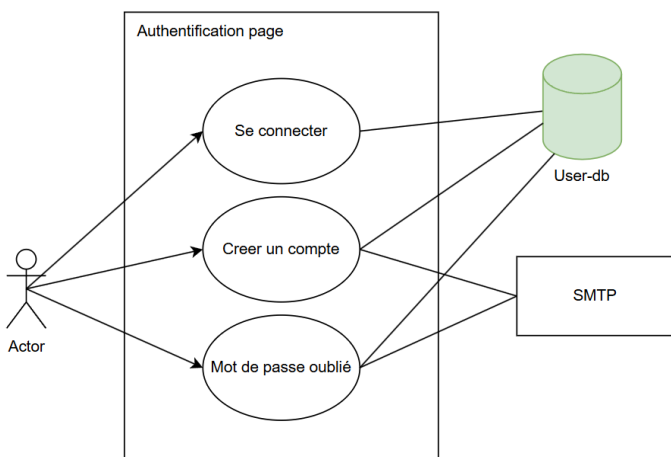 Authentification page
Se connecter
User-db
Creer un compte
SMTP
Actor
Mot de passe oublié